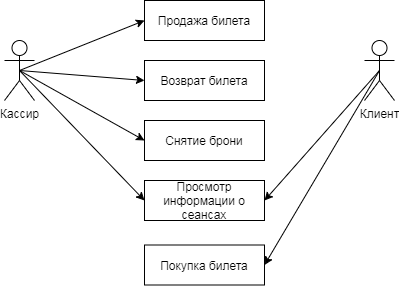 Продажа билета
Возврат билета
Кассир
Клиент
Снятие брони
Просмотр
информации о
сеансах
Покупка билета